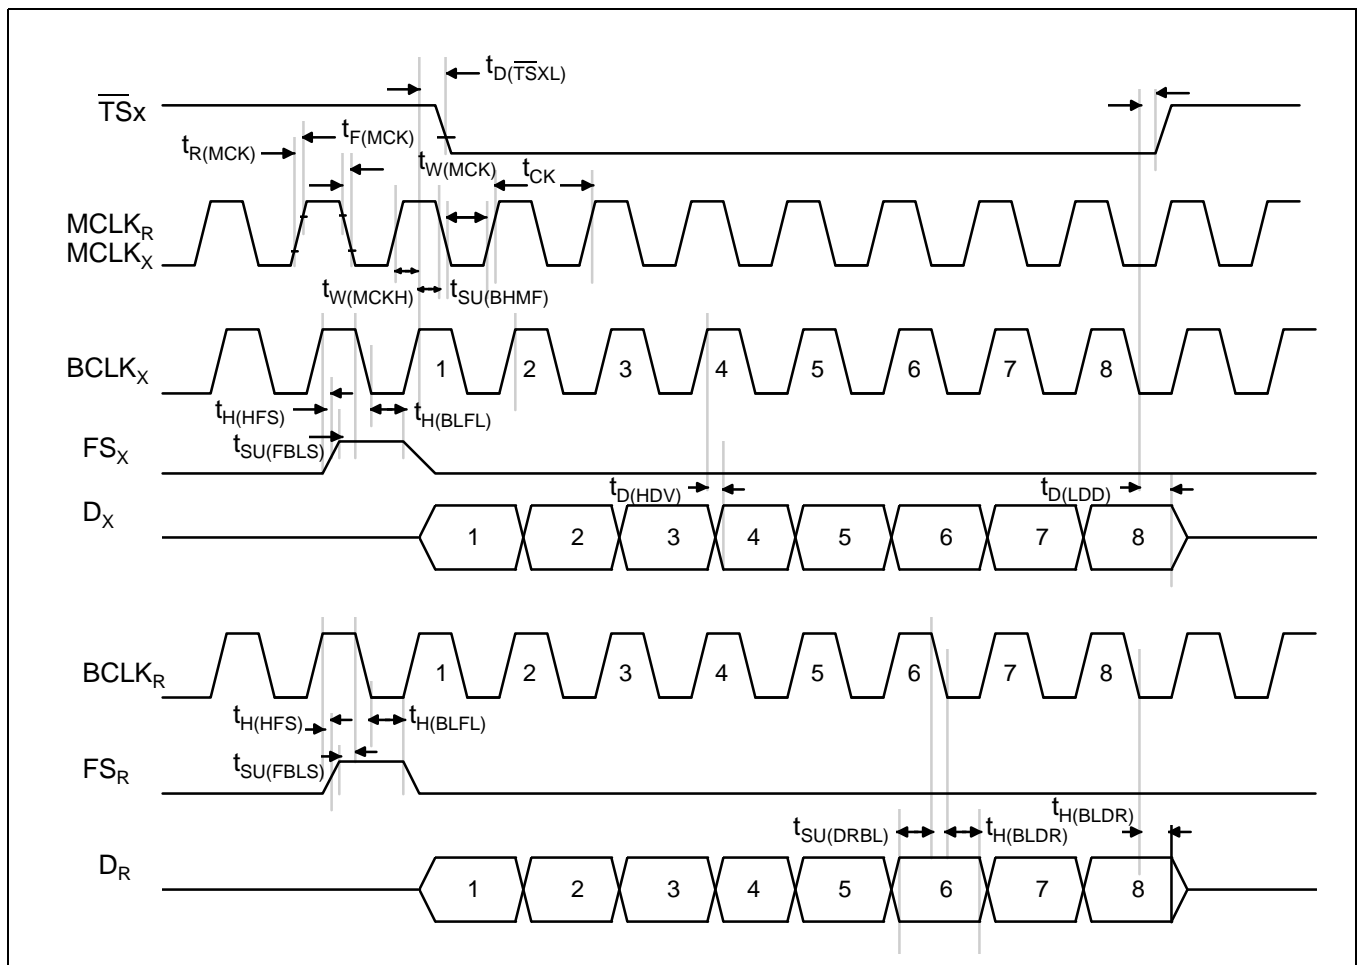 tD(T̅S̅XL)
T̅S̅x
tR(MCK) tF(MCK)
tW(MCK) tCK
MCLKR
MCLKX
tW(MCKH) tSU(BHMF)
BCLKX 1 2 3 4 5 6 7 8
tH(HFS) tH(BLFL)
tSU(FBLS)
FSX
tD(HDV) tD(LDD)
DX 1 2 3 4 5 6 7 8
BCLKR 1 2 3 4 5 6 7 8
tH(HFS) tH(BLFL)
tSU(FBLS)
FSR
tSU(DRBL) tH(BLDR) tH(BLDR)
DR 1 2 3 4 5 6 7 8